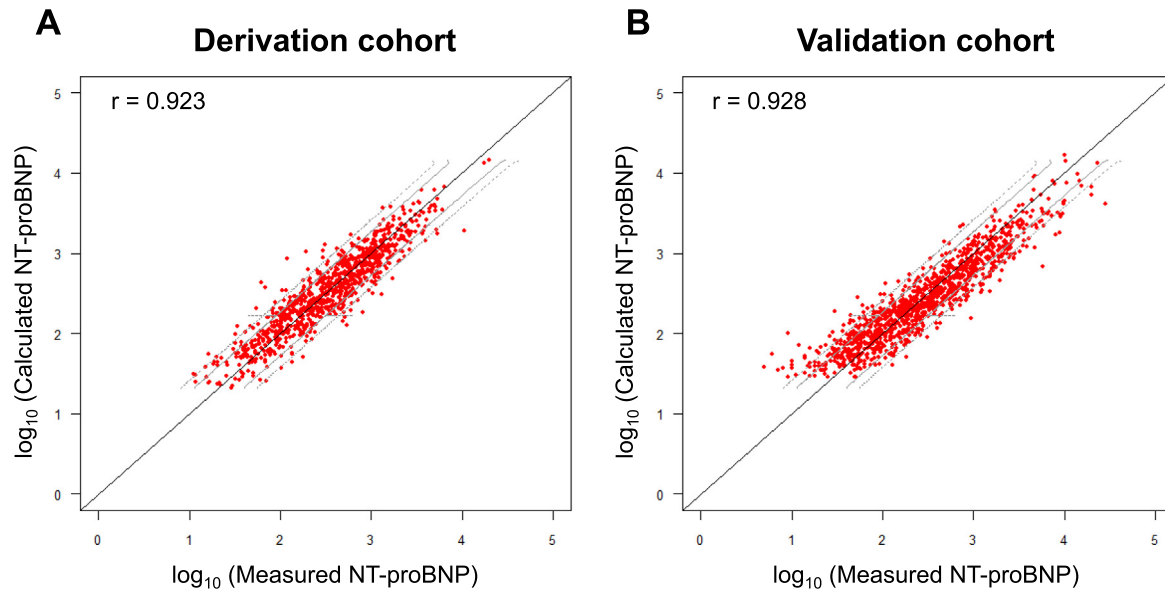 A
Derivation cohort
r = 0.923
log₁₀ (Calculated NT-proBNP)
5
4
3
2
1
0
0 1 2 3 4 5
log₁₀ (Measured NT-proBNP)
B
Validation cohort
r = 0.928
log₁₀ (Calculated NT-proBNP)
5
4
3
2
1
0
0 1 2 3 4 5
log₁₀ (Measured NT-proBNP)